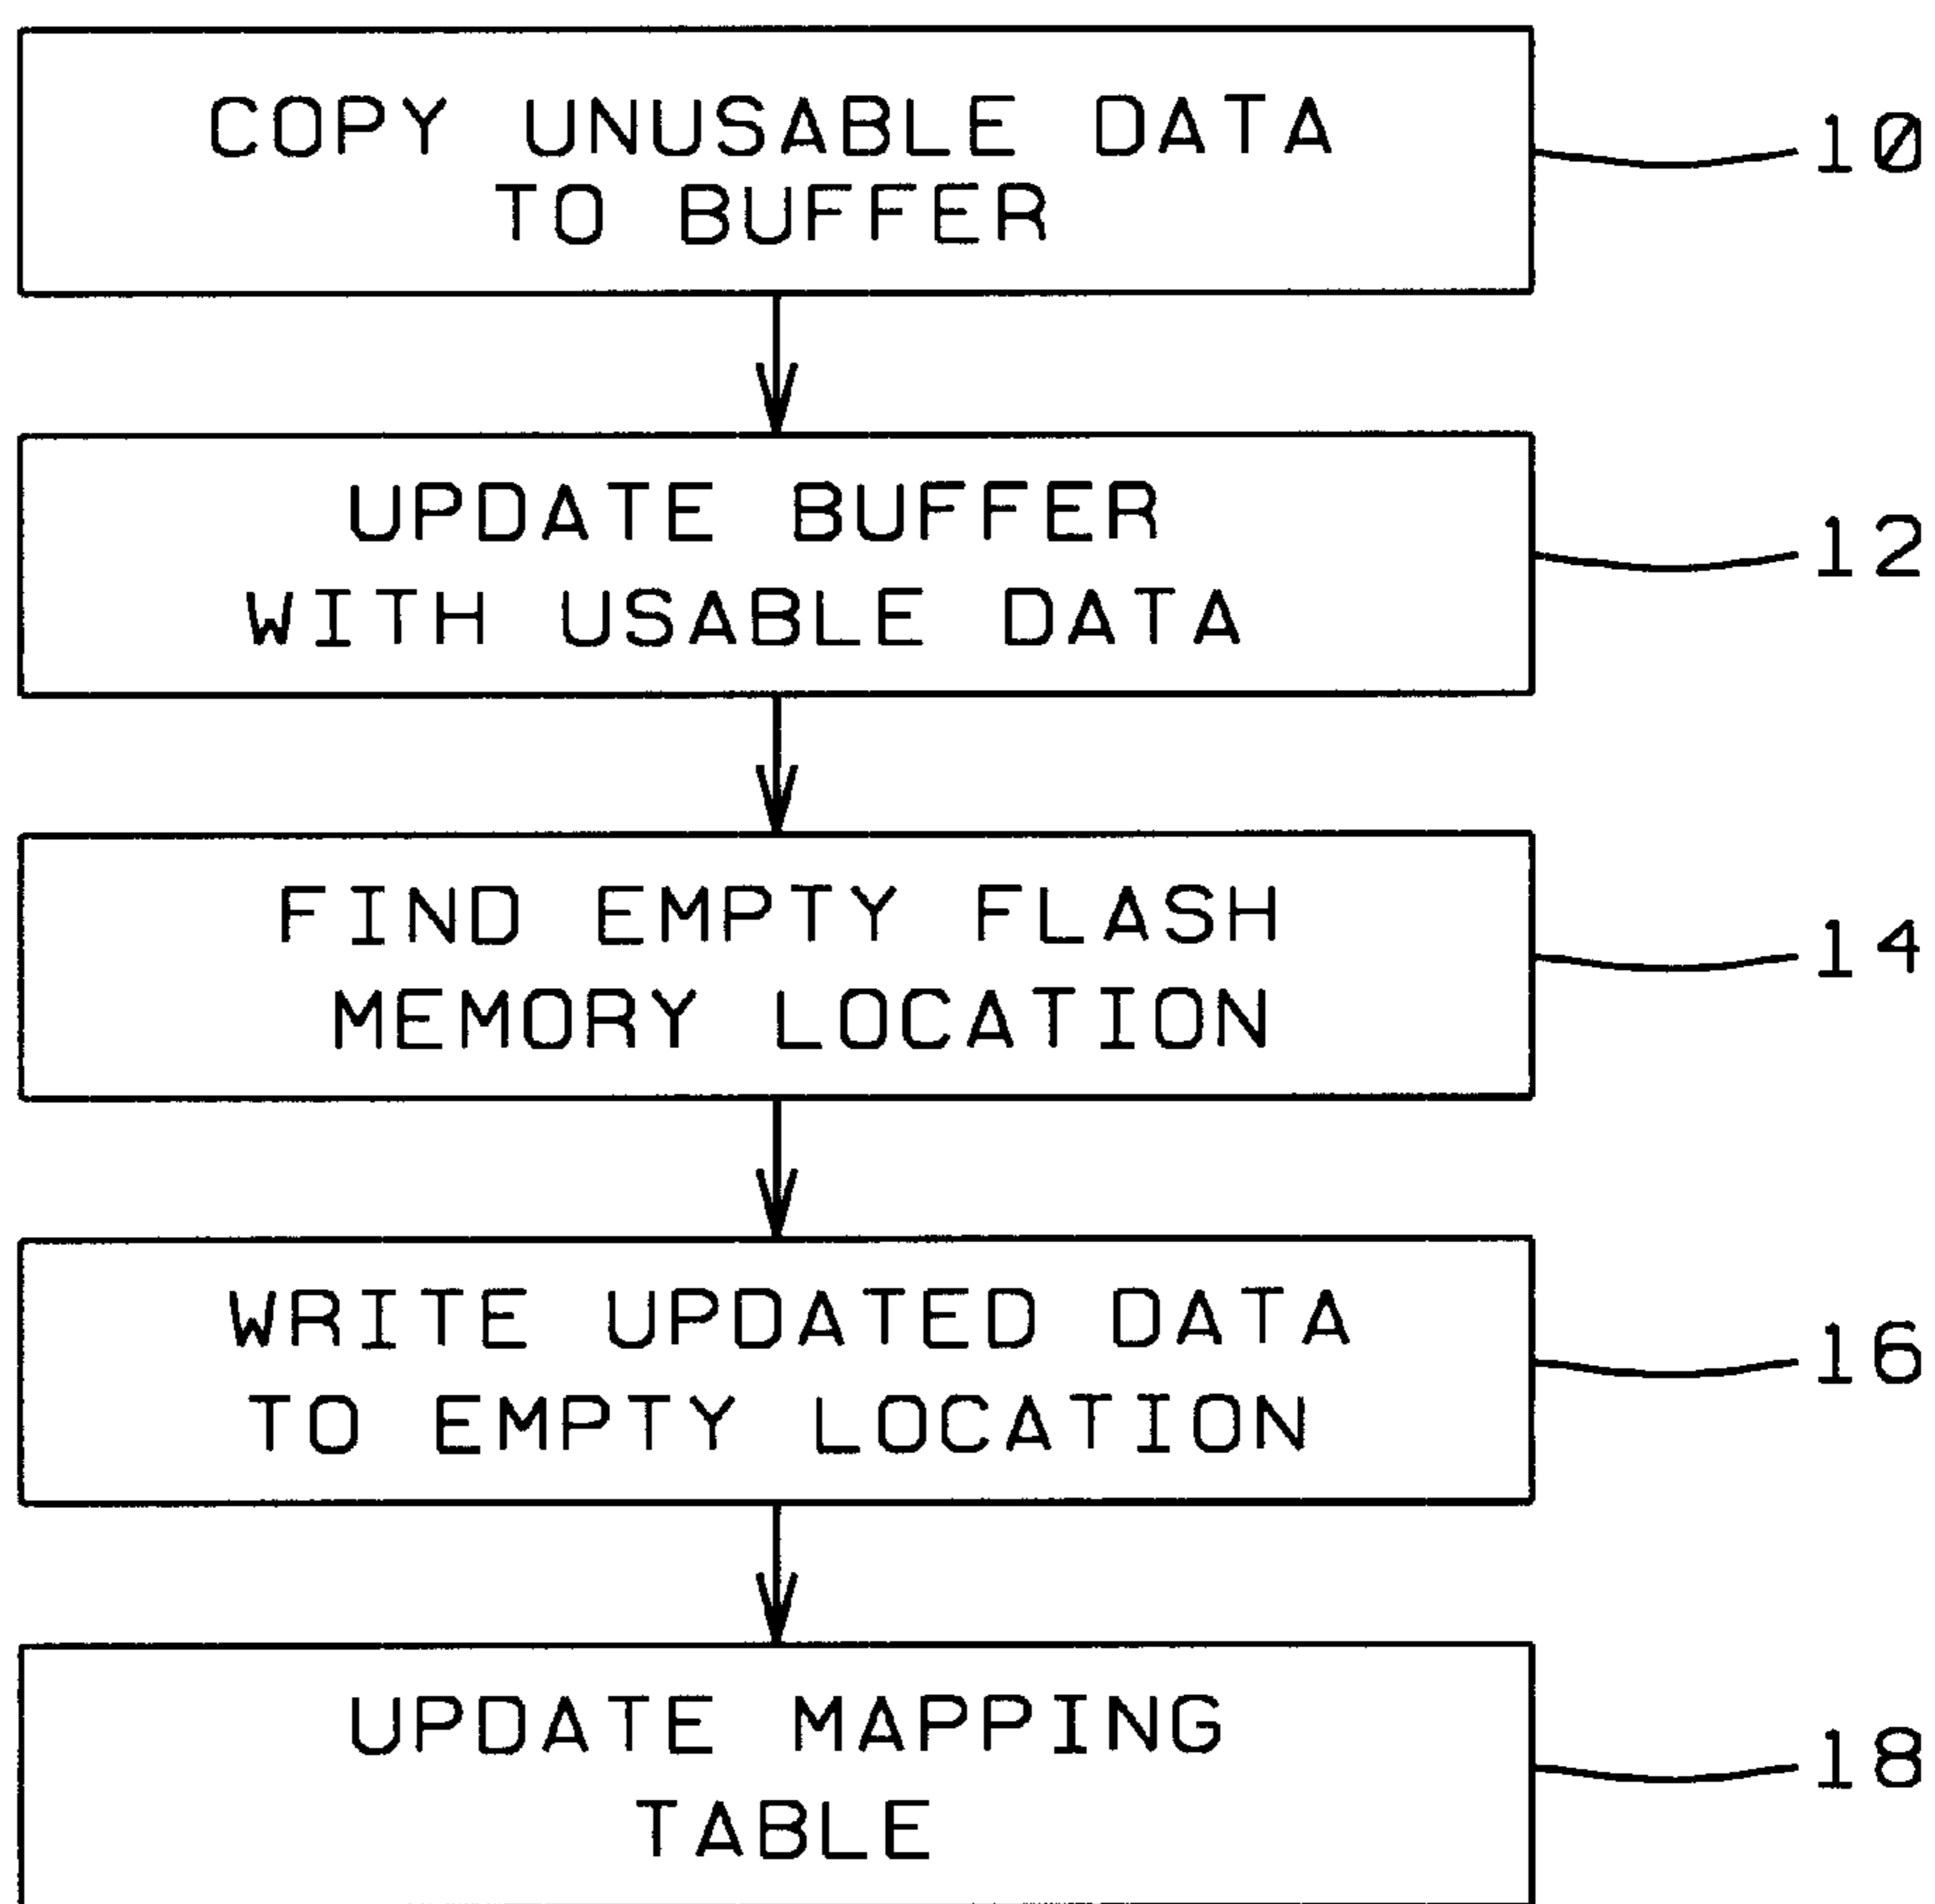 COPY UNUSABLE DATA
TO BUFFER
10
UPDATE BUFFER
WITH USABLE DATA
12
FIND EMPTY FLASH
MEMORY LOCATION
14
WRITE UPDATED DATA
TO EMPTY LOCATION
16
UPDATE MAPPING
TABLE
18